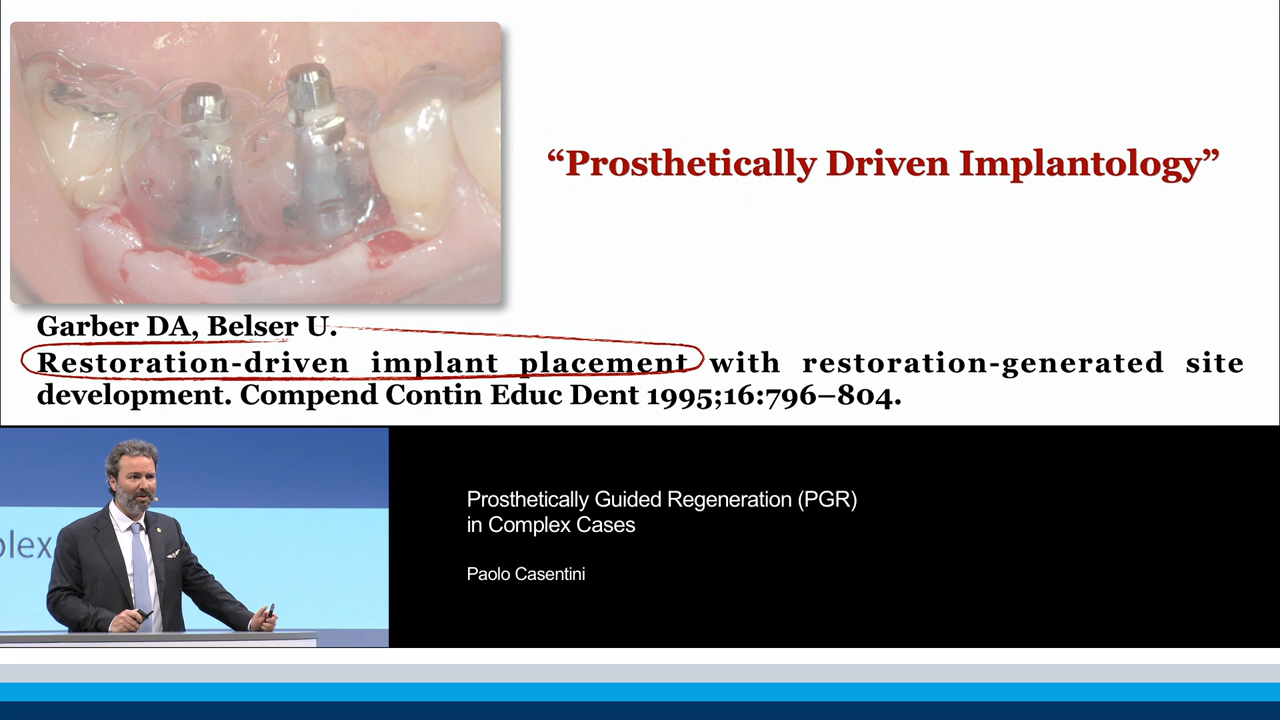 “Prosthetically Driven Implantology”
Garber DA, Belser U.
Restoration-driven implant placement with restoration-generated site
development. Compend Contin Educ Dent 1995;16:796–804.
plex
Prosthetically Guided Regeneration (PGR)
in Complex Cases
Paolo Casentini